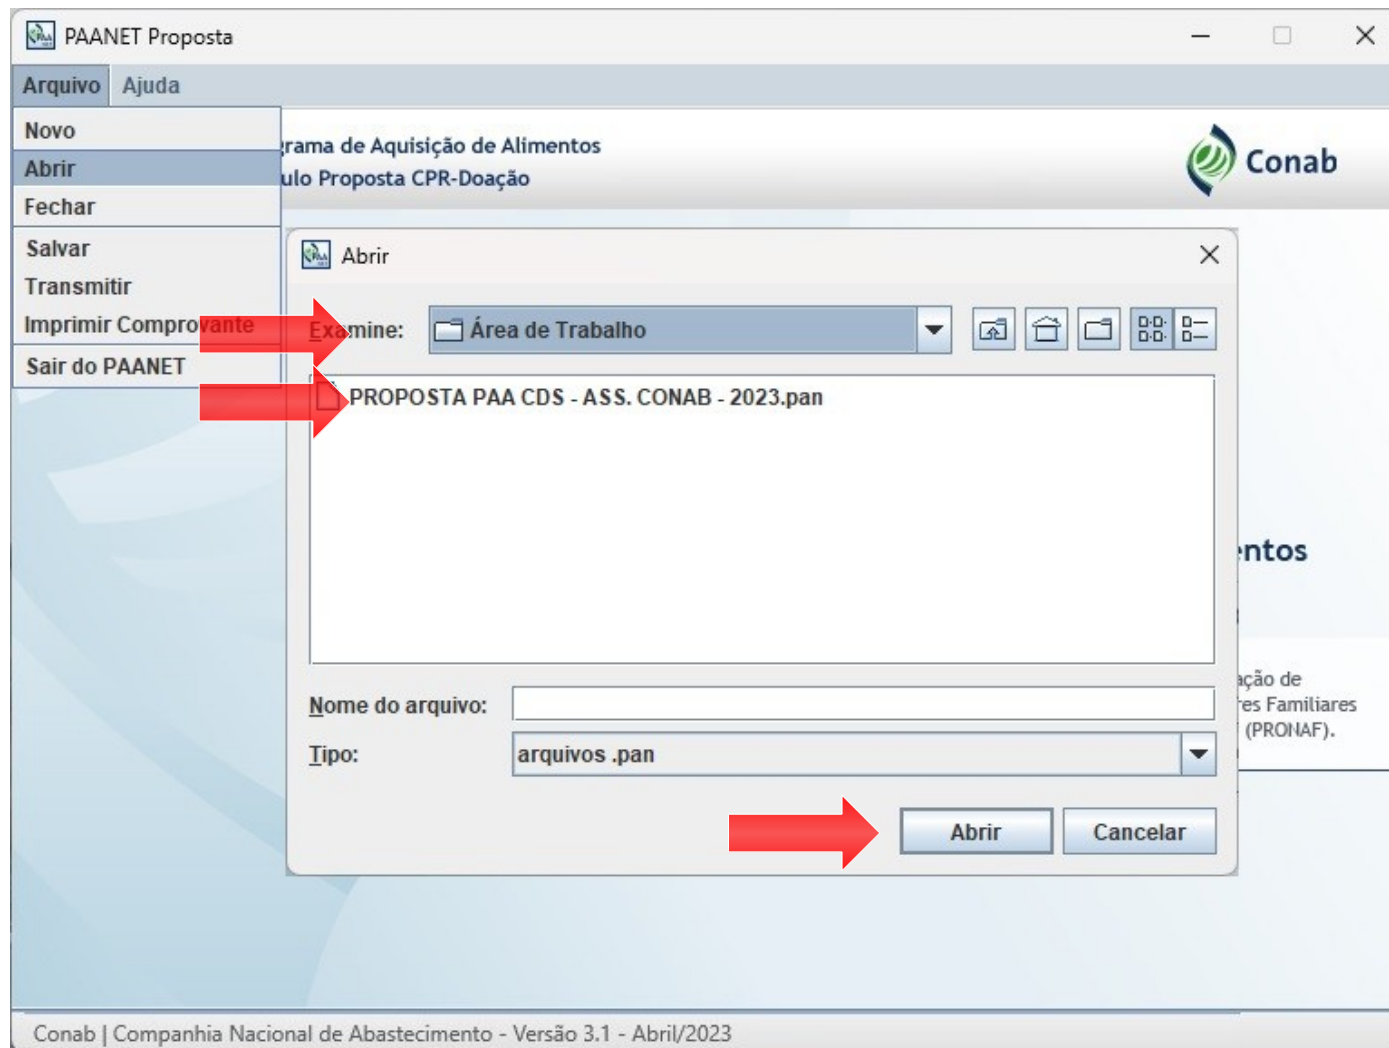 PAANET Proposta
Arquivo Ajuda
Novo
Abrir
Fechar
Salvar
Transmitir
Imprimir Comprovante
Sair do PAANET
rama de Aquisição de Alimentos
ulo Proposta CPR-Doação
Conab
Abrir
Examine: Área de Trabalho
PROPOSTA PAA CDS - ASS. CONAB - 2023.pan
Nome do arquivo:
Tipo: arquivos .pan
Abrir Cancelar
entos
ação de
res Familiares
(PRONAF).
Conab | Companhia Nacional de Abastecimento - Versão 3.1 - Abril/2023